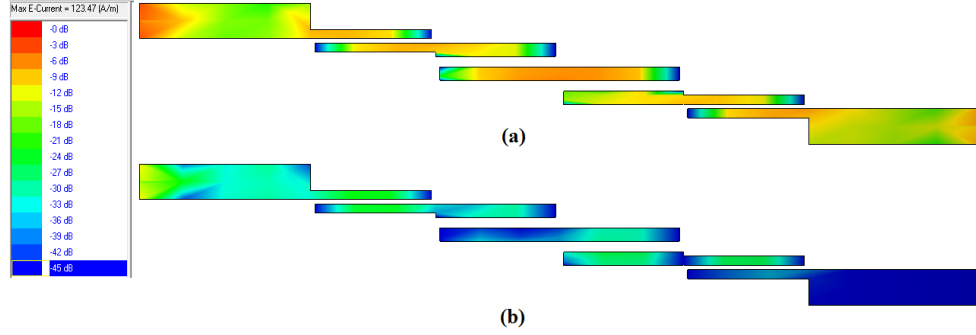 Max E-Current = 123.47 (A/m)
-0 dB
-3 dB
-6 dB
-9 dB
-12 dB
-15 dB
-18 dB
-21 dB
-24 dB
-27 dB
-30 dB
-33 dB
-36 dB
-39 dB
-42 dB
-45 dB
(a)
(b)